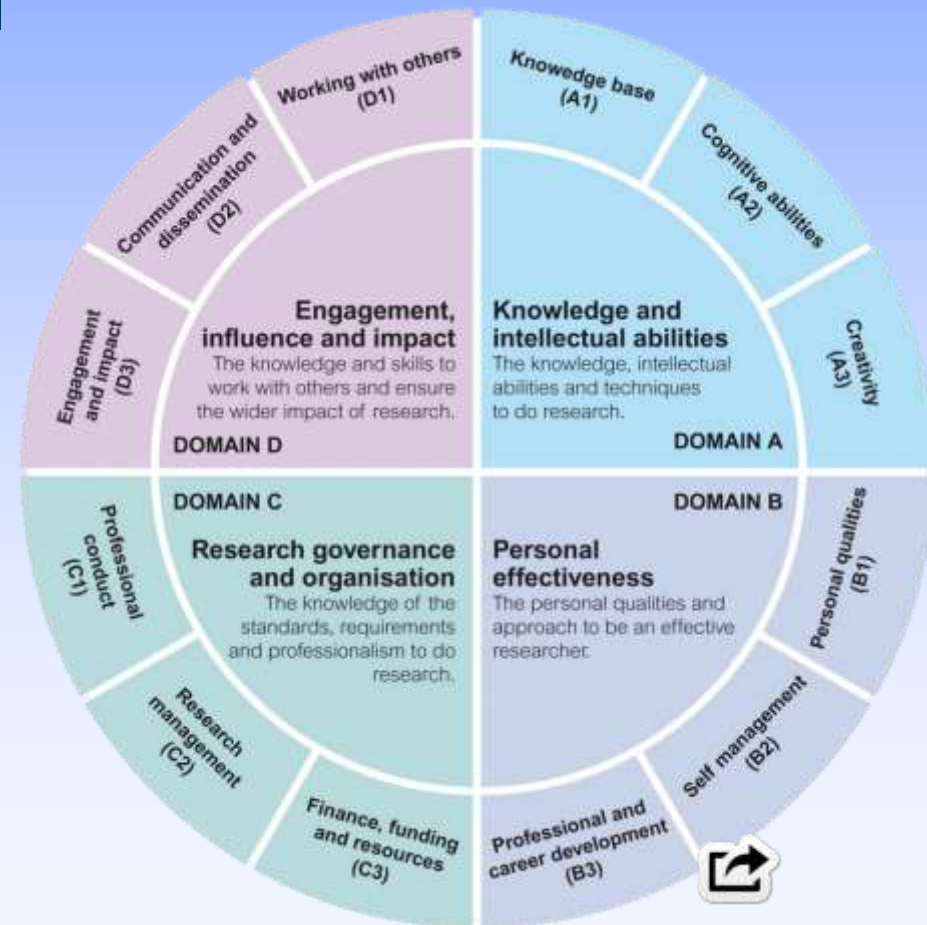 Working with others
(D1)
Communication and
dissemination
(D2)
Engagement
and impact
(D3)
Engagement,
influence and impact
The knowledge and skills to
work with others and ensure
the wider impact of research.
DOMAIN D
Knowedge base
(A1)
Cognitive abilities
(A2)
Creativity
(A3)
Knowledge and
intellectual abilities
The knowledge, intellectual
abilities and techniques
to do research.
DOMAIN A
DOMAIN C
Research governance
and organisation
The knowledge of the
standards, requirements
and professionalism to do
research.
Professional
conduct
(C1)
Research
management
(C2)
Finance, funding
and resources
(C3)
DOMAIN B
Personal
effectiveness
The personal qualities and
approach to be an effective
researcher.
Personal qualities
(B1)
Self management
(B2)
Professional and
career development
(B3)